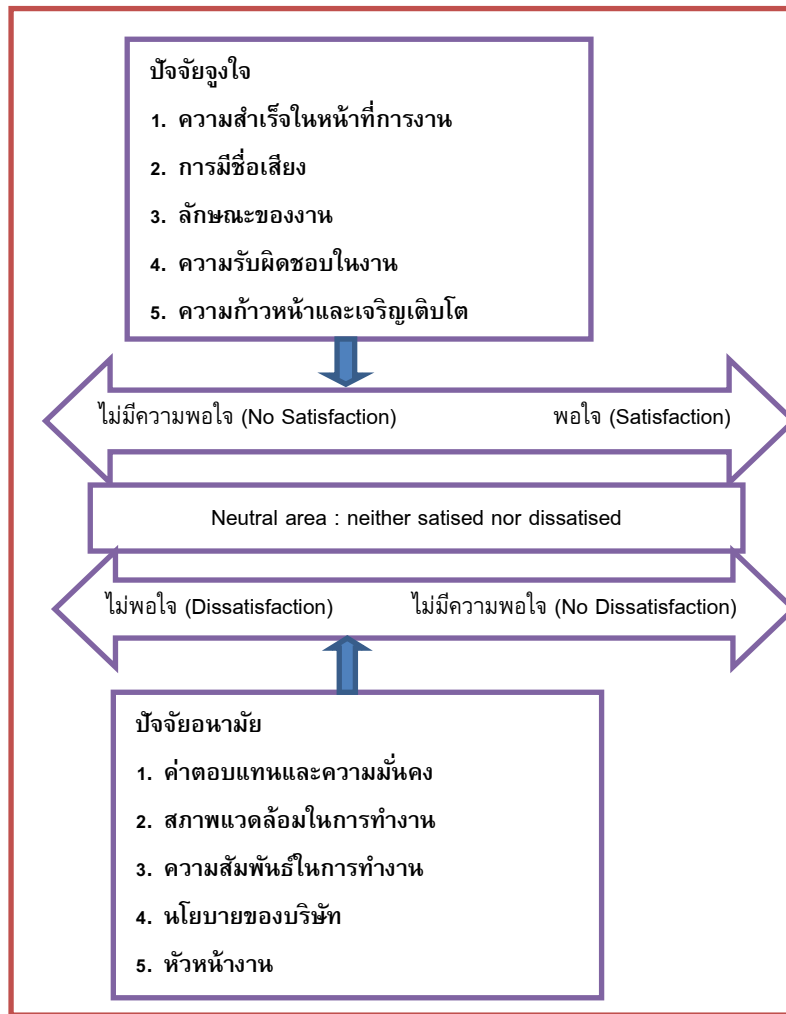 ปัจจัยจูงใจ
1. ความสำเร็จในหน้าที่การงาน
2. การมีชื่อเสียง
3. ลักษณะของงาน
4. ความรับผิดชอบในงาน
5. ความก้าวหน้าและเจริญเติบโต
ไม่มีความพอใจ (No Satisfaction) พอใจ (Satisfaction)
Neutral area : neither satised nor dissatised
ไม่พอใจ (Dissatisfaction) ไม่มีความพอใจ (No Dissatisfaction)
ปัจจัยอนามัย
1. ค่าตอบแทนและความมั่นคง
2. สภาพแวดล้อมในการทำงาน
3. ความสัมพันธ์ในการทำงาน
4. นโยบายของบริษัท
5. หัวหน้างาน